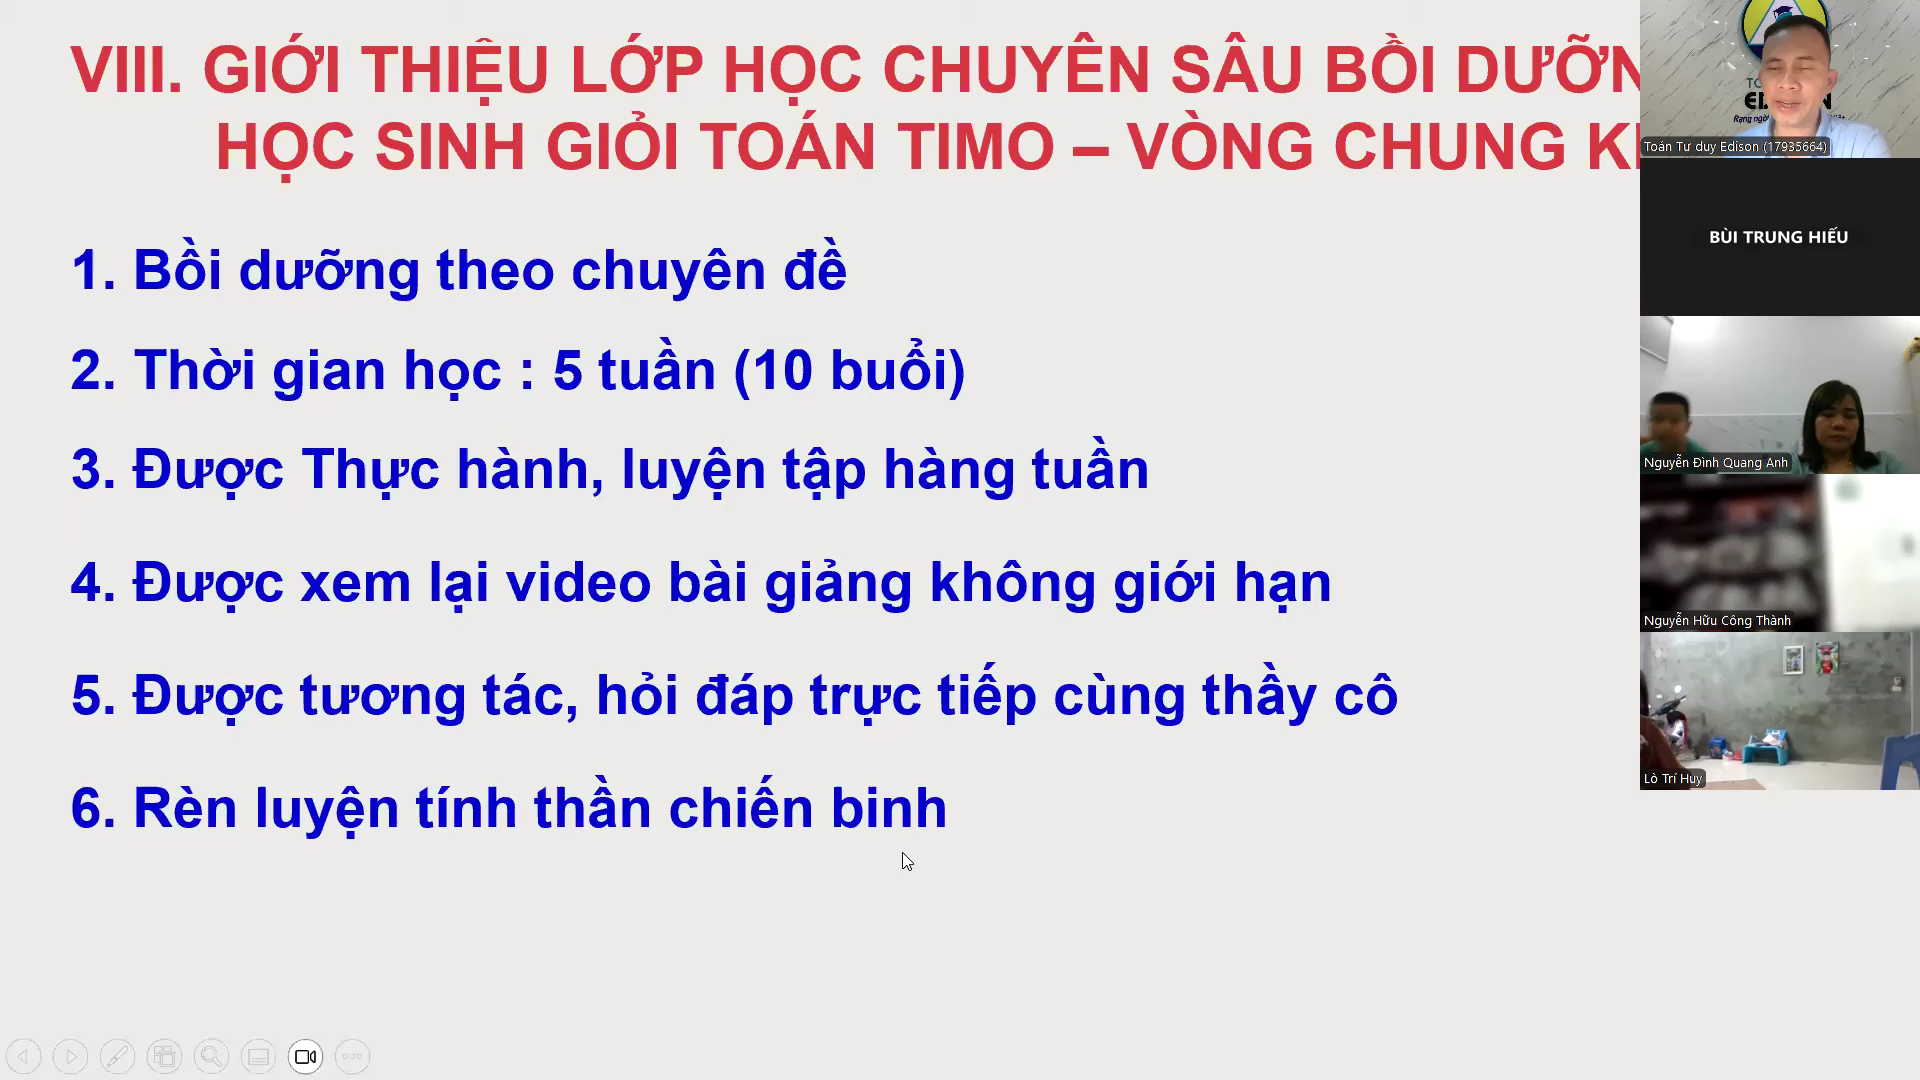 VIII. GIỚI THIỆU LỚP HỌC CHUYÊN SÂU BỒI DƯỠN
HỌC SINH GIỎI TOÁN TIMO – VÒNG CHUNG K
1. Bồi dưỡng theo chuyên đề
2. Thời gian học : 5 tuần (10 buổi)
3. Được Thực hành, luyện tập hàng tuần
4. Được xem lại video bài giảng không giới hạn
5. Được tương tác, hỏi đáp trực tiếp cùng thầy cô
6. Rèn luyện tính thần chiến binh
Toán Tư duy Edison (17935664)
BÙI TRUNG HIẾU
Nguyễn Đình Quang Anh
Nguyễn Hữu Công Thành
Lò Trí Huy